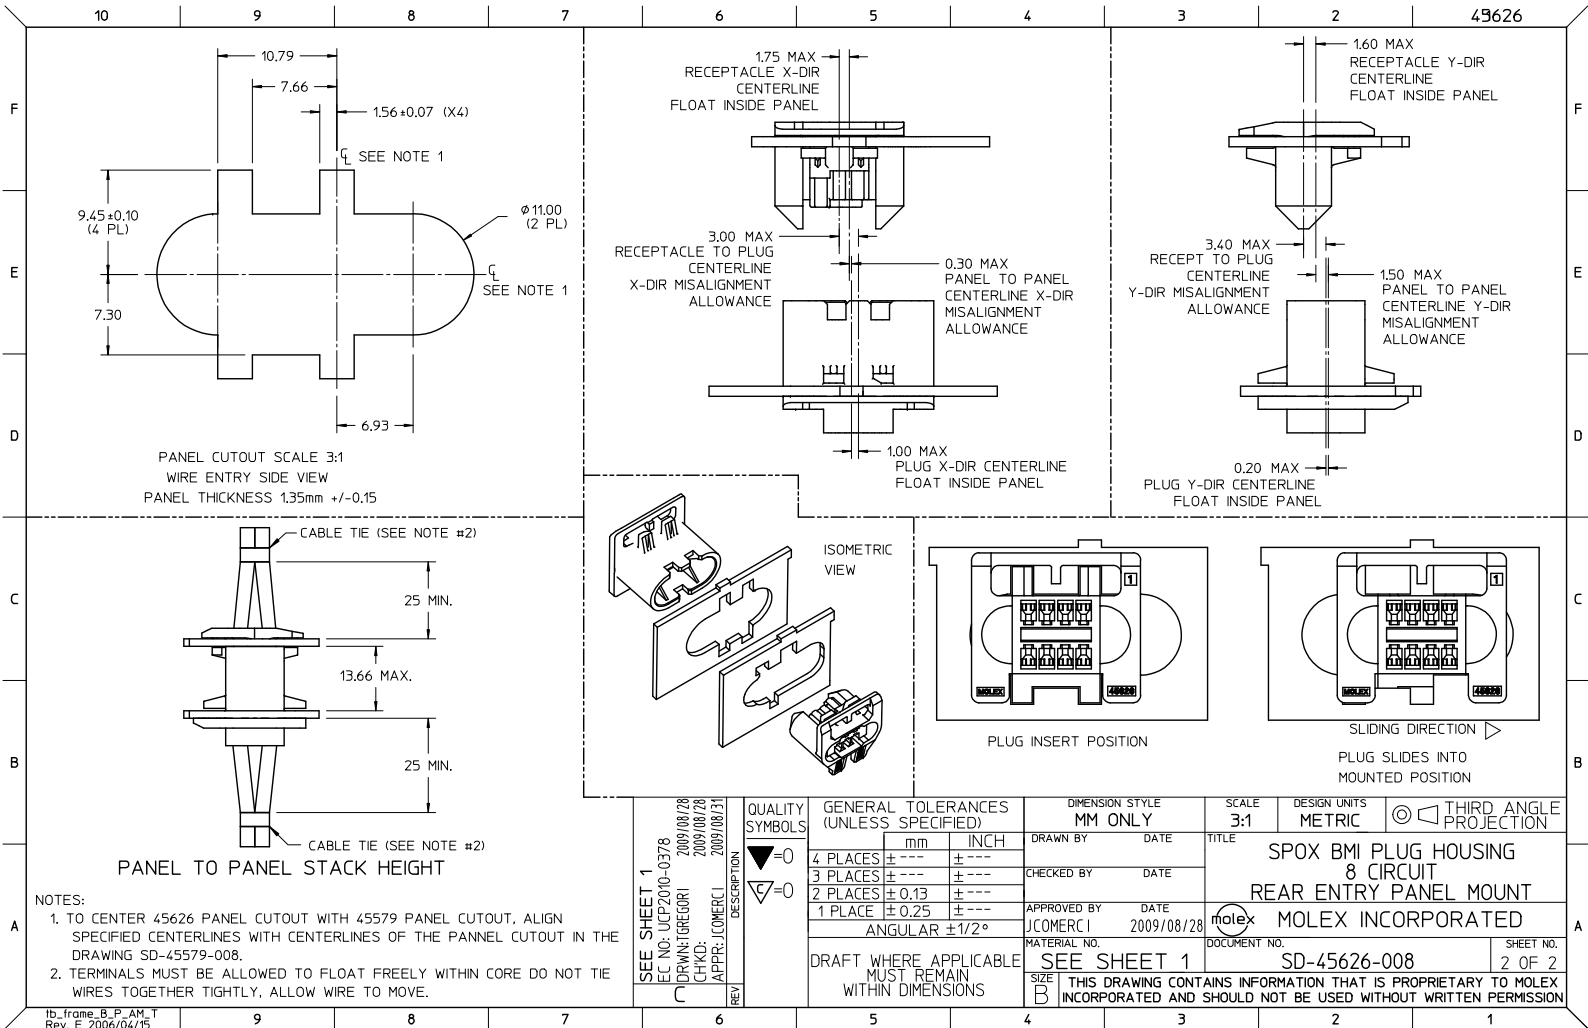 10 9 8 7 6 5 4 3 2 45626
F
E
D
C
B
A
10.79
7.66
1.56±0.07 (X4)
℄ SEE NOTE 1
9.45±0.10
(4 PL)
ø11.00
(2 PL)
℄
SEE NOTE 1
7.30
6.93
PANEL CUTOUT SCALE 3:1
WIRE ENTRY SIDE VIEW
PANEL THICKNESS 1.35mm +/-0.15
1.75 MAX
RECEPTACLE X-DIR
CENTERLINE
FLOAT INSIDE PANEL
3.00 MAX
RECEPTACLE TO PLUG
CENTERLINE
X-DIR MISALIGNMENT
ALLOWANCE
0.30 MAX
PANEL TO PANEL
CENTERLINE X-DIR
MISALIGNMENT
ALLOWANCE
1.00 MAX
PLUG X-DIR CENTERLINE
FLOAT INSIDE PANEL
1.60 MAX
RECEPTACLE Y-DIR
CENTERLINE
FLOAT INSIDE PANEL
3.40 MAX
RECEPT TO PLUG
CENTERLINE
Y-DIR MISALIGNMENT
ALLOWANCE
1.50 MAX
PANEL TO PANEL
CENTERLINE Y-DIR
MISALIGNMENT
ALLOWANCE
0.20 MAX
PLUG Y-DIR CENTERLINE
FLOAT INSIDE PANEL
F
E
D
C
B
A
CABLE TIE (SEE NOTE #2)
25 MIN.
13.66 MAX.
25 MIN.
CABLE TIE (SEE NOTE #2)
PANEL TO PANEL STACK HEIGHT
ISOMETRIC
VIEW
1
MOLEX 45626
PLUG INSERT POSITION
1
MOLEX 45626
SLIDING DIRECTION
PLUG SLIDES INTO
MOUNTED POSITION
NOTES:
1. TO CENTER 45626 PANEL CUTOUT WITH 45579 PANEL CUTOUT, ALIGN
SPECIFIED CENTERLINES WITH CENTERLINES OF THE PANNEL CUTOUT IN THE
DRAWING SD-45579-008.
2. TERMINALS MUST BE ALLOWED TO FLOAT FREELY WITHIN CORE DO NOT TIE
WIRES TOGETHER TIGHTLY, ALLOW WIRE TO MOVE.
SEE SHEET 1
EC NO: UCP2010-0378
DRWN:TGREGORI 2009/08/28
CH'KD: 2009/08/28
APPR: JCOMERCI 2009/08/31
DESCRIPTION
C
REV
QUALITY
SYMBOLS
=0
C =0
GENERAL TOLERANCES
(UNLESS SPECIFIED)
mm INCH
4 PLACES ± --- ± ---
3 PLACES ± --- ± ---
2 PLACES ± 0.13 ± ---
1 PLACE ± 0.25 ± ---
ANGULAR ±1/2°
DRAFT WHERE APPLICABLE
MUST REMAIN
WITHIN DIMENSIONS
DIMENSION STYLE
MM ONLY
SCALE
3:1
DESIGN UNITS
METRIC
THIRD ANGLE
PROJECTION
DRAWN BY DATE
CHECKED BY DATE
APPROVED BY DATE
JCOMERCI 2009/08/28
TITLE
SPOX BMI PLUG HOUSING
8 CIRCUIT
REAR ENTRY PANEL MOUNT
molex MOLEX INCORPORATED
MATERIAL NO.
SEE SHEET 1
DOCUMENT NO.
SD-45626-008
SHEET NO.
2 OF 2
SIZE
B
THIS DRAWING CONTAINS INFORMATION THAT IS PROPRIETARY TO MOLEX
INCORPORATED AND SHOULD NOT BE USED WITHOUT WRITTEN PERMISSION
tb_frame_B_P_AM_T
Rev. E 2006/04/15
9 8 7 6 5 4 3 2 1